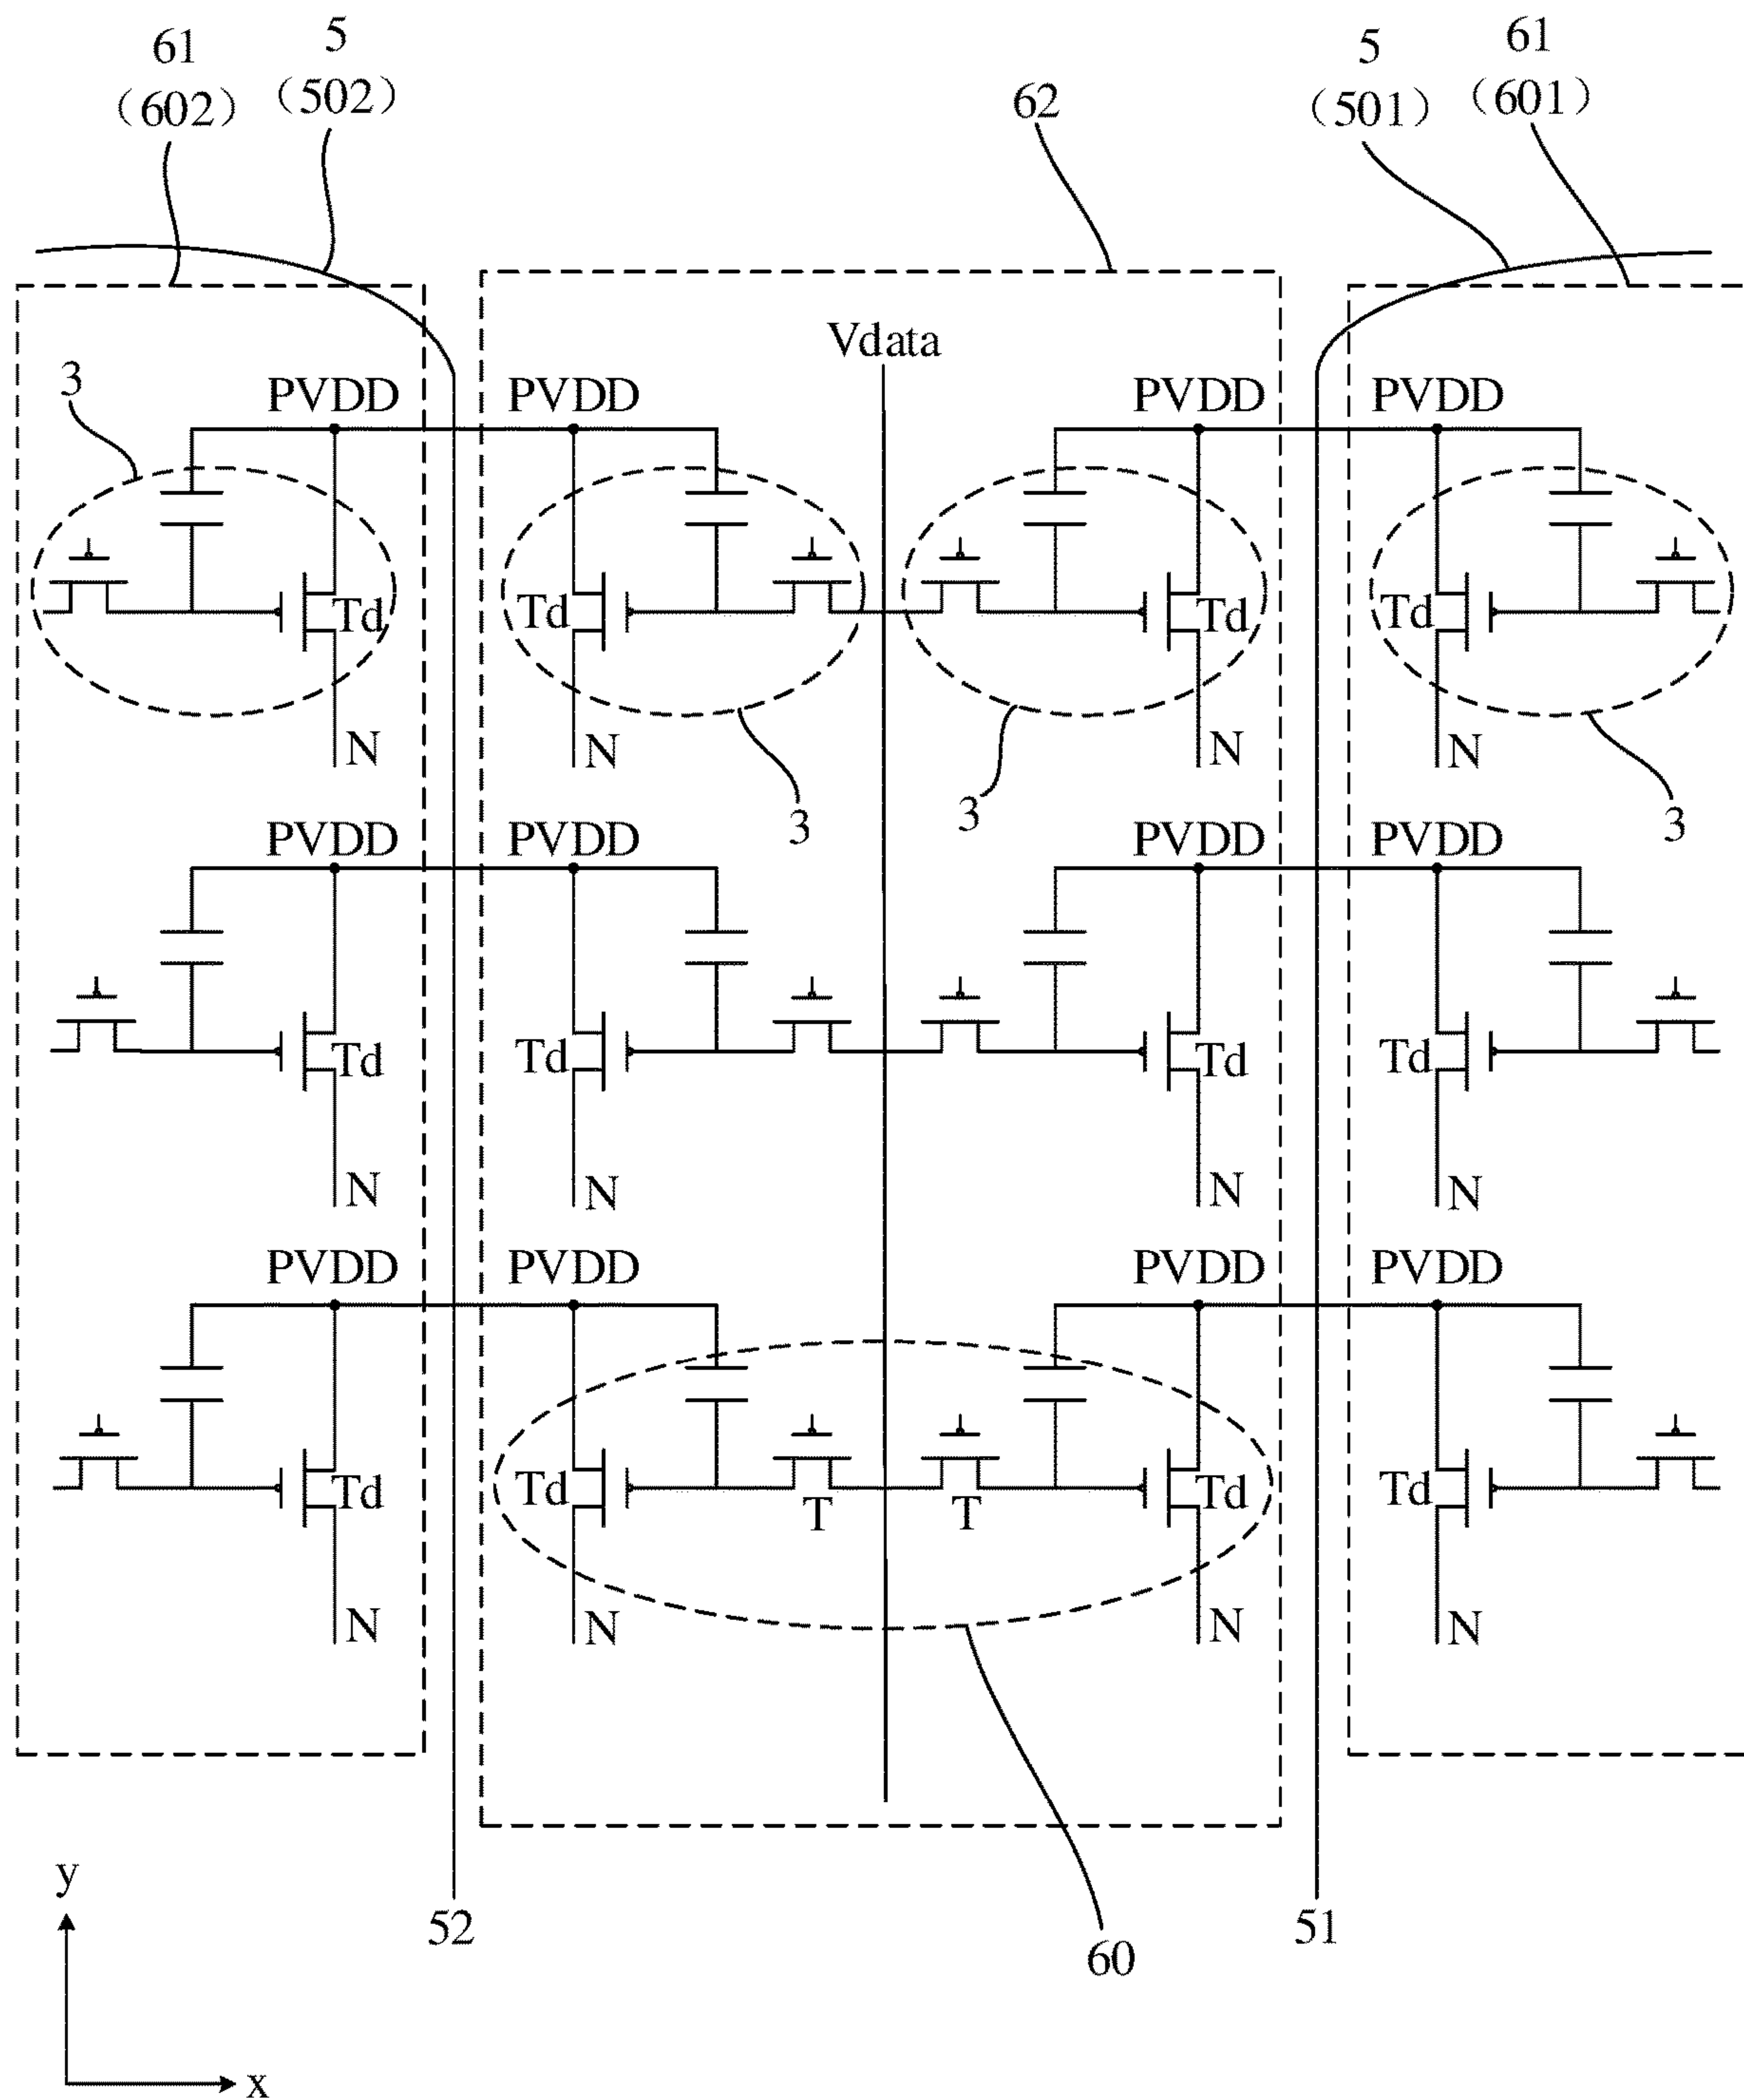 61 5 5 61
(602) (502) 62 (501) (601)
Vdata
3 PVDD PVDD PVDD PVDD
Td Td Td Td
N N N N
3 3 3
PVDD PVDD PVDD PVDD
Td Td Td Td
N N N N
PVDD PVDD PVDD PVDD
Td Td Td Td
T T
N N N N
y
52 51
60
x